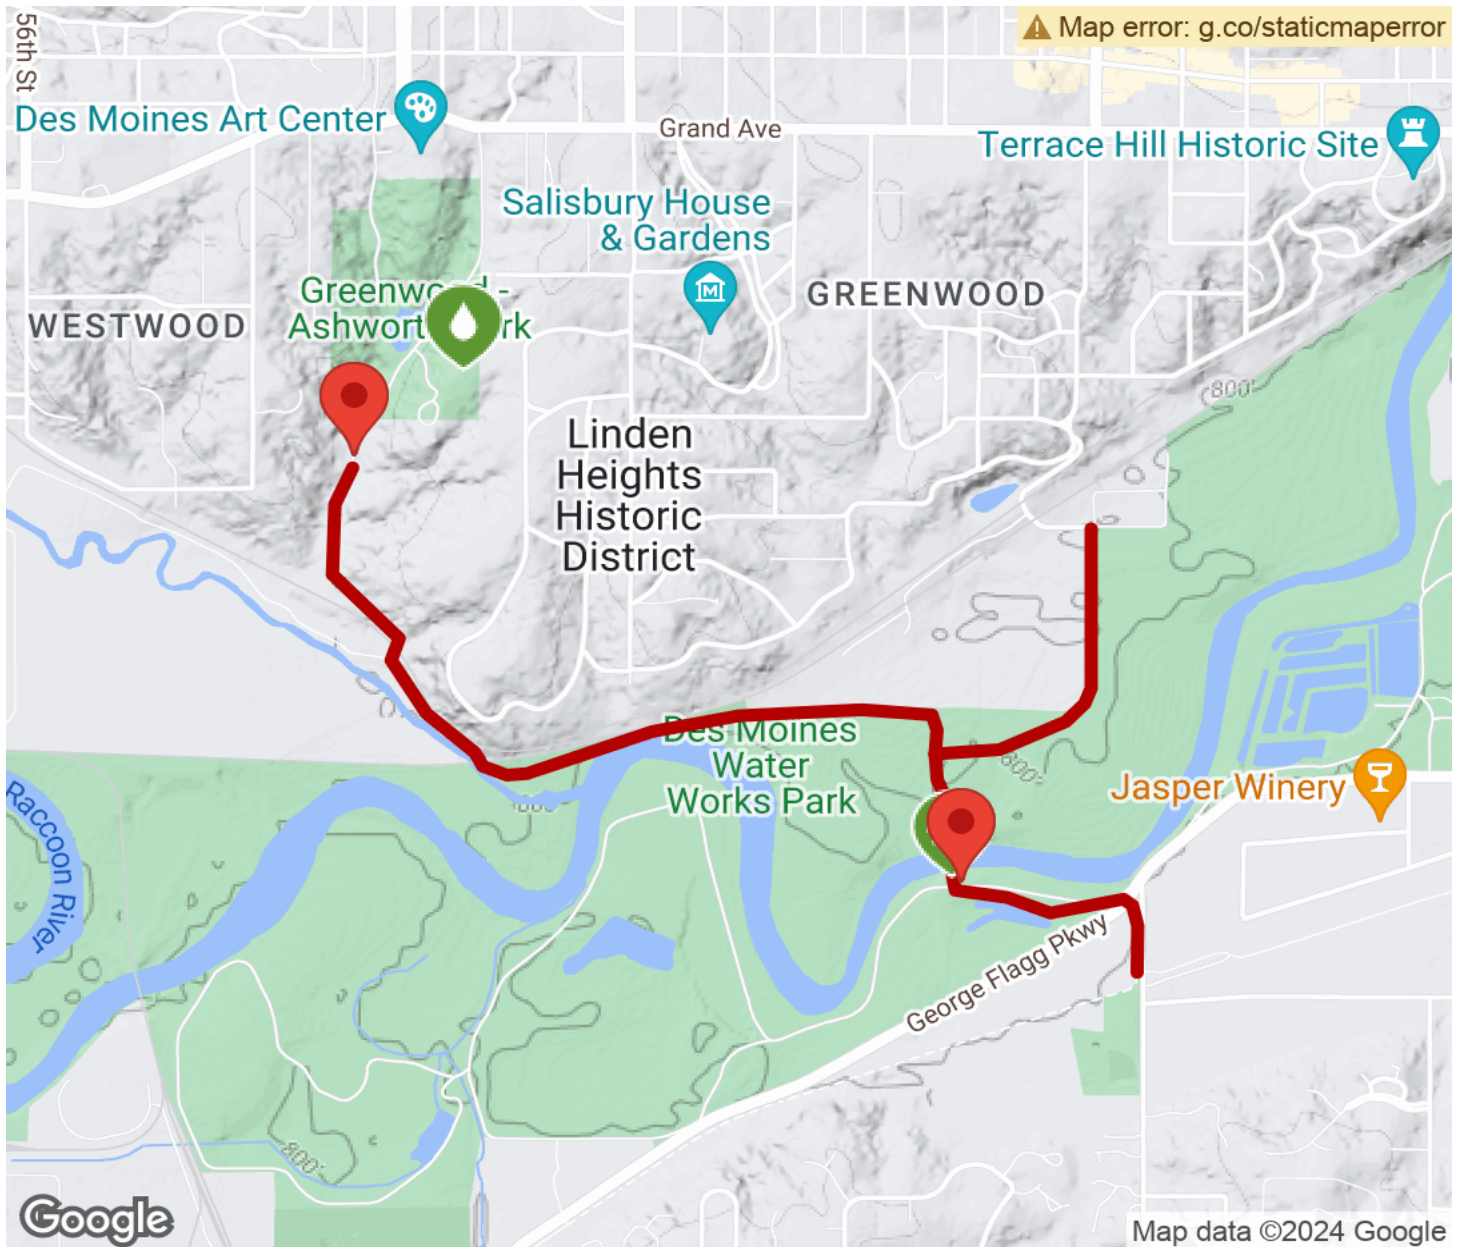 56th St
Map error: g.co/staticmaperror
Des Moines Art Center
Grand Ave
Terrace Hill Historic Site
Salisbury House
& Gardens
GREENWOOD
WESTWOOD
800'
Linden
Heights
Historic
District
Des Moines
Water
Works Park
800'
Jasper Winery
Raccoon River
George Flagg Pkwy
800'
Google
Map data ©2024 Google